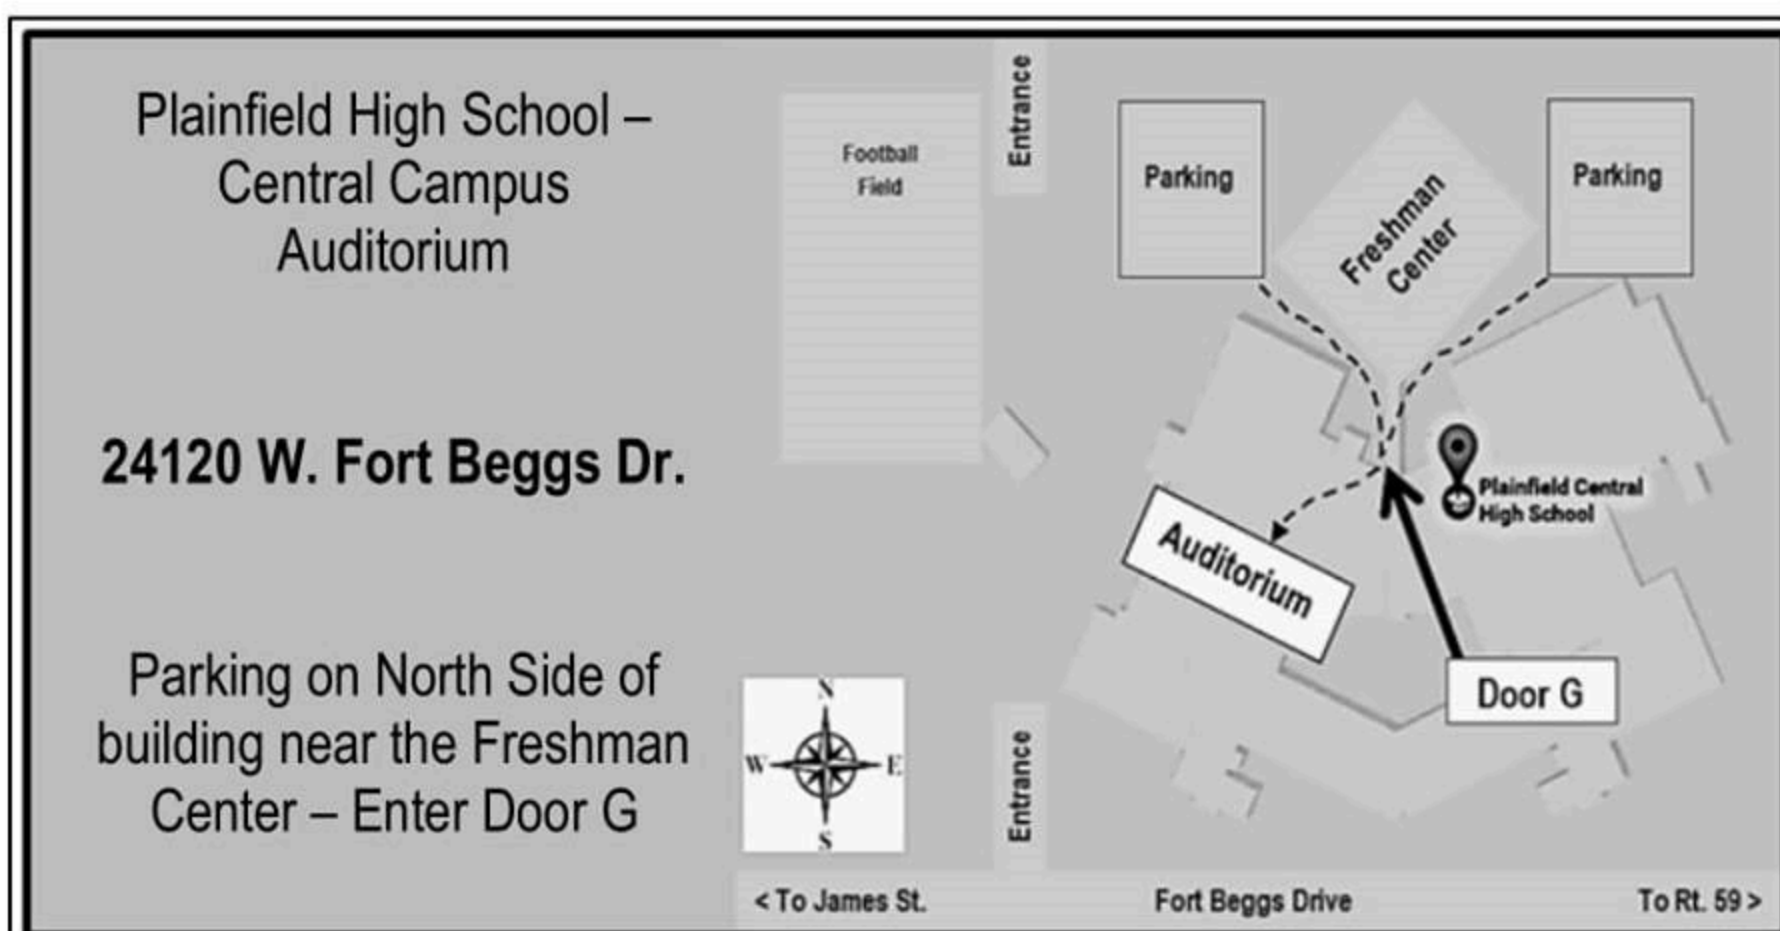 Plainfield High School –
Central Campus
Auditorium
24120 W. Fort Beggs Dr.
Parking on North Side of
building near the Freshman
Center – Enter Door G
Football
Field
Entrance
Parking
Freshman
Center
Parking
Plainfield Central
High School
Auditorium
Door G
N
W
E
S
Entrance
< To James St.
Fort Beggs Drive
To Rt. 59 >